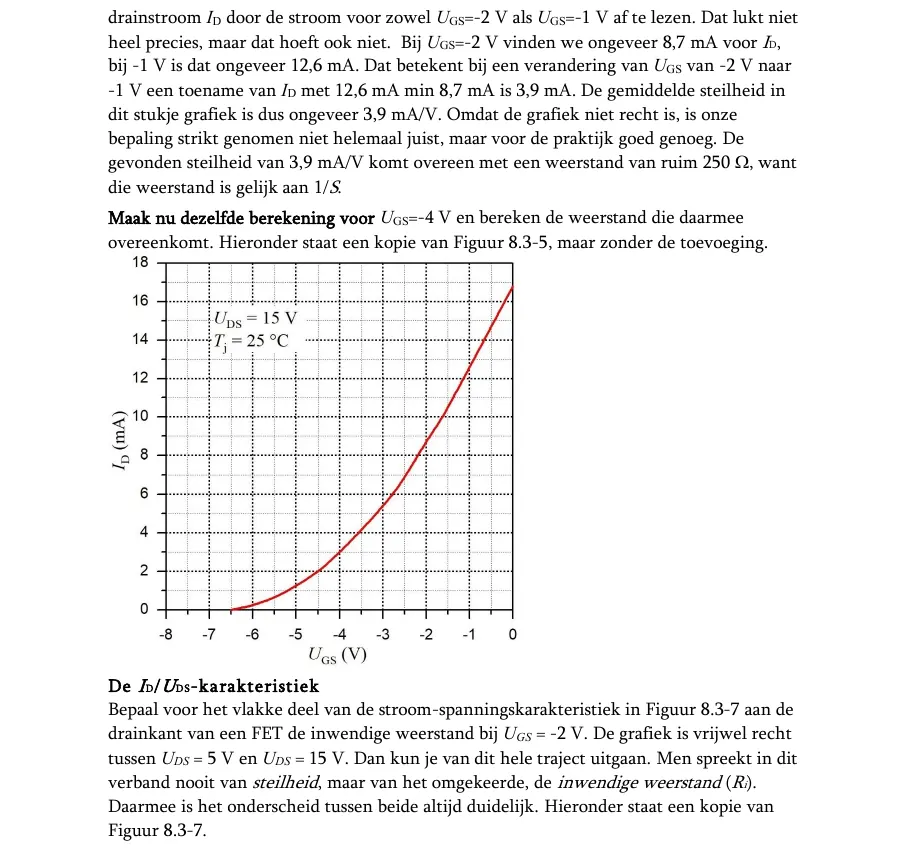 drainstroom ID door de stroom voor zowel UGS=-2 V als UGS=-1 V af te lezen. Dat lukt niet
heel precies, maar dat hoeft ook niet.  Bij UGS=-2 V vinden we ongeveer 8,7 mA voor ID,
bij -1 V is dat ongeveer 12,6 mA. Dat betekent bij een verandering van UGS van -2 V naar
-1 V een toename van ID met 12,6 mA min 8,7 mA is 3,9 mA. De gemiddelde steilheid in
dit stukje grafiek is dus ongeveer 3,9 mA/V. Omdat de grafiek niet recht is, is onze
bepaling strikt genomen niet helemaal juist, maar voor de praktijk goed genoeg. De
gevonden steilheid van 3,9 mA/V komt overeen met een weerstand van ruim 250 Ω, want
die weerstand is gelijk aan 1/S.
Maak nu dezelfde berekening voor UGS=-4 V en bereken de weerstand die daarmee
overeenkomt. Hieronder staat een kopie van Figuur 8.3-5, maar zonder de toevoeging.
18
16
UDS = 15 V
14
Tj = 25 °C
12
10
ID (mA)
8
6
4
2
0
-8 -7 -6 -5 -4 -3 -2 -1 0
UGS (V)
De ID/UDS-karakteristiek
Bepaal voor het vlakke deel van de stroom-spanningskarakteristiek in Figuur 8.3-7 aan de
drainkant van een FET de inwendige weerstand bij UGS = -2 V. De grafiek is vrijwel recht
tussen UDS = 5 V en UDS = 15 V. Dan kun je van dit hele traject uitgaan. Men spreekt in dit
verband nooit van steilheid, maar van het omgekeerde, de inwendige weerstand (Ri).
Daarmee is het onderscheid tussen beide altijd duidelijk. Hieronder staat een kopie van
Figuur 8.3-7.